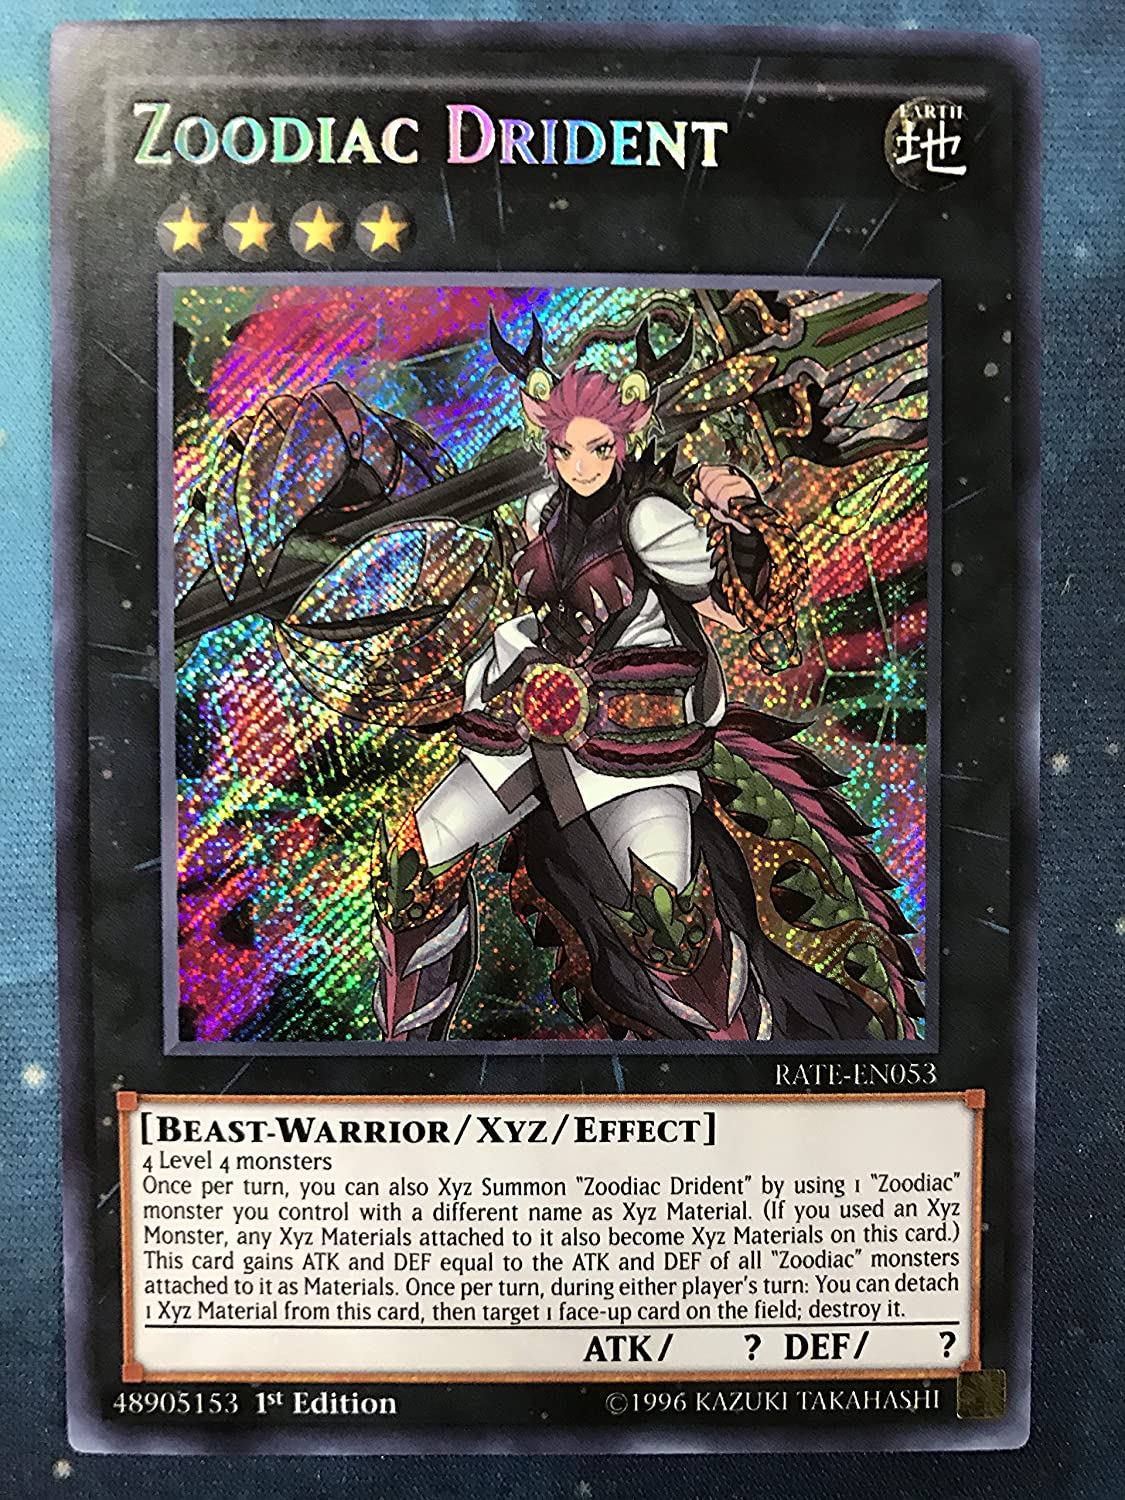 ZOODIAC DRIDENT
EARTH
地
RATE-EN053
[BEAST-WARRIOR/XYZ/EFFECT]
4 Level 4 monsters
Once per turn, you can also Xyz Summon "Zoodiac Drident" by using 1 "Zoodiac"
monster you control with a different name as Xyz Material. (If you used an Xyz
Monster, any Xyz Materials attached to it also become Xyz Materials on this card.)
This card gains ATK and DEF equal to the ATK and DEF of all "Zoodiac" monsters
attached to it as Materials. Once per turn, during either player's turn: You can detach
1 Xyz Material from this card, then target 1 face-up card on the field; destroy it.
ATK/ ? DEF/ ?
48905153 1st Edition ©1996 KAZUKI TAKAHASHI